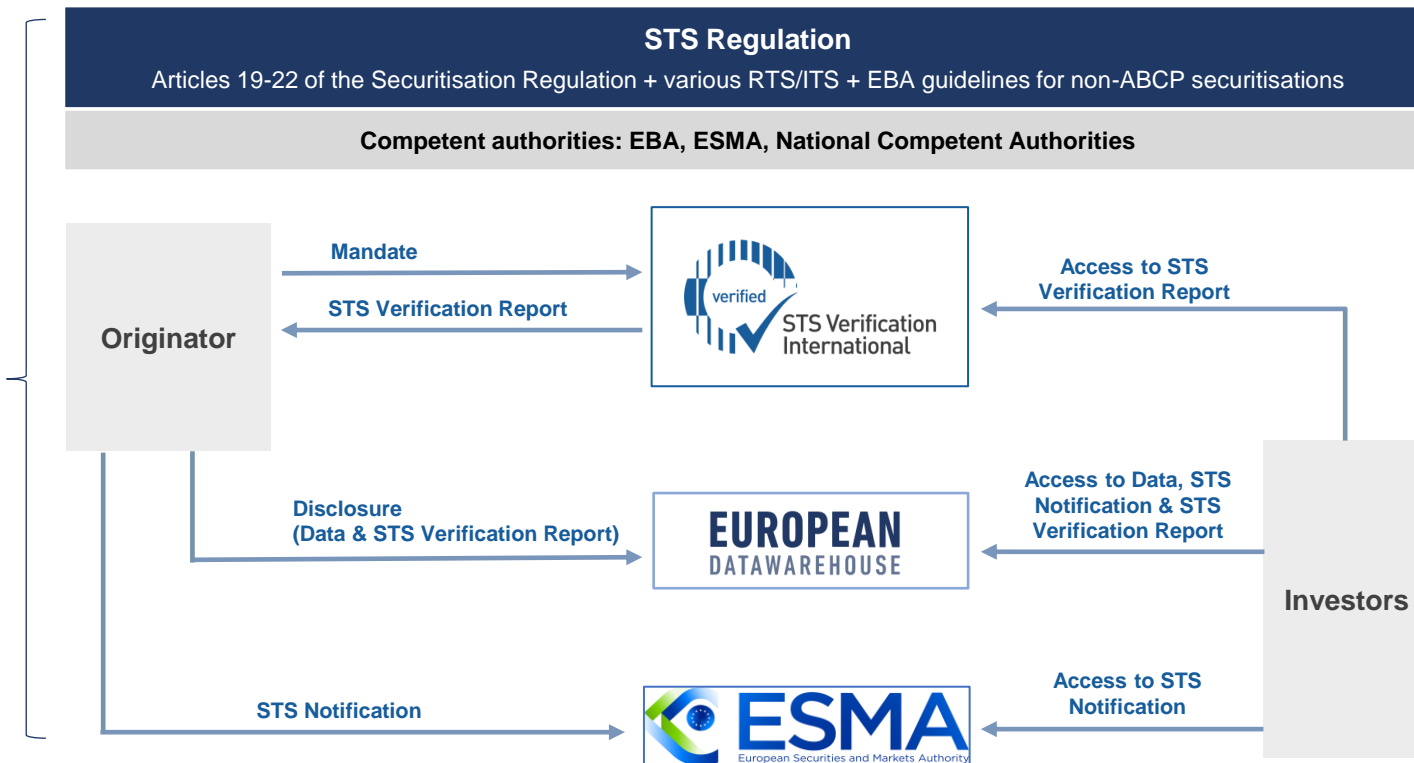 STS Regulation
Articles 19-22 of the Securitisation Regulation + various RTS/ITS + EBA guidelines for non-ABCP securitisations
Competent authorities: EBA, ESMA, National Competent Authorities
Originator
Mandate
STS Verification Report
verified
STS Verification
International
Access to STS
Verification Report
Disclosure
(Data & STS Verification Report)
EUROPEAN
DATAWAREHOUSE
Access to Data, STS
Notification & STS
Verification Report
Investors
STS Notification
ESMA
European Securities and Markets Authority
Access to STS
Notification